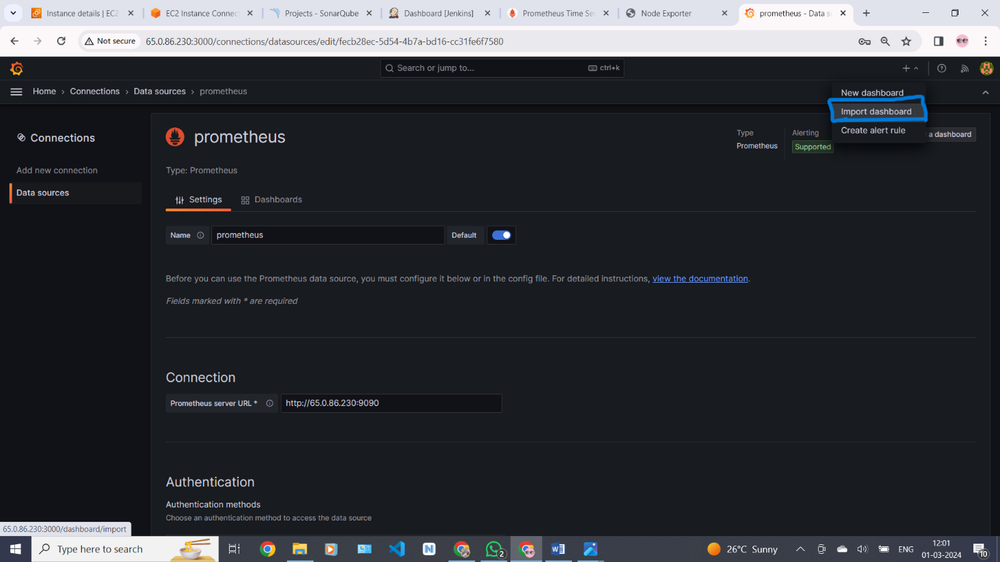 Instance details | EC2
EC2 Instance Connec
Projects - SonarQube
Dashboard [Jenkins]
Prometheus Time Se
Node Exporter
prometheus - Data s
Not secure
65.0.86.230:3000/connections/datasources/edit/fecb28ec-5d54-4b7a-bd16-cc31fe6f7580
Search or jump to...
ctrl+k
Home › Connections › Data sources › prometheus
New dashboard
Import dashboard
Create alert rule
Connections
Add new connection
Data sources
prometheus
Type
Prometheus
Alerting
Supported
a dashboard
Type: Prometheus
Settings
Dashboards
Name
prometheus
Default
Before you can use the Prometheus data source, you must configure it below or in the config file. For detailed instructions, view the documentation.
Fields marked with * are required
Connection
Prometheus server URL *
http://65.0.86.230:9090
Authentication
Authentication methods
Choose an authentication method to access the data source
65.0.86.230:3000/dashboard/import
Type here to search
2
26°C Sunny
ENG
12:01
01-03-2024
10